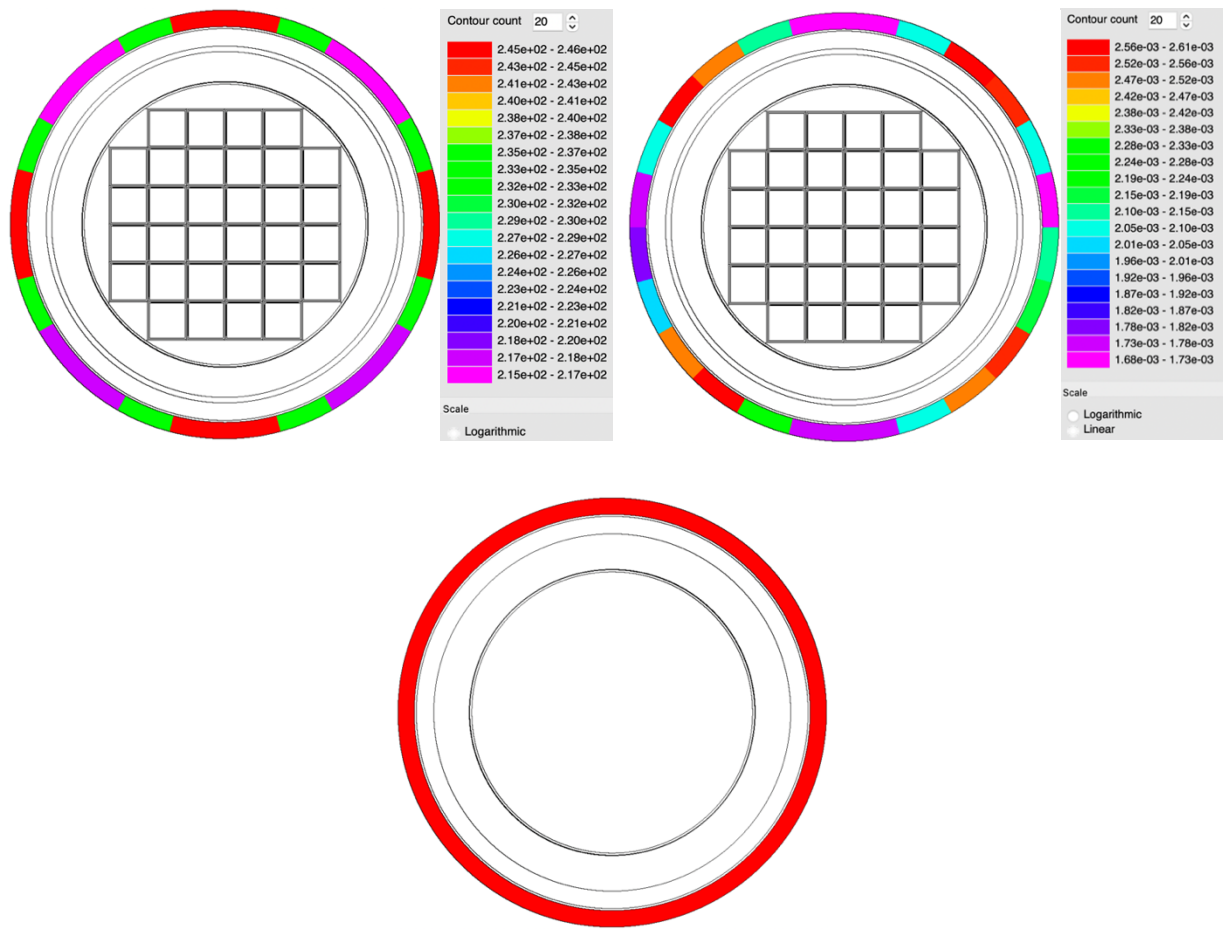 Contour count 20
2.45e+02 - 2.46e+02
2.43e+02 - 2.45e+02
2.41e+02 - 2.43e+02
2.40e+02 - 2.41e+02
2.38e+02 - 2.40e+02
2.37e+02 - 2.38e+02
2.35e+02 - 2.37e+02
2.33e+02 - 2.35e+02
2.32e+02 - 2.33e+02
2.30e+02 - 2.32e+02
2.29e+02 - 2.30e+02
2.27e+02 - 2.29e+02
2.26e+02 - 2.27e+02
2.24e+02 - 2.26e+02
2.23e+02 - 2.24e+02
2.21e+02 - 2.23e+02
2.20e+02 - 2.21e+02
2.18e+02 - 2.20e+02
2.17e+02 - 2.18e+02
2.15e+02 - 2.17e+02
Scale
Logarithmic
Contour count 20
2.56e-03 - 2.61e-03
2.52e-03 - 2.56e-03
2.47e-03 - 2.52e-03
2.42e-03 - 2.47e-03
2.38e-03 - 2.42e-03
2.33e-03 - 2.38e-03
2.28e-03 - 2.33e-03
2.24e-03 - 2.28e-03
2.19e-03 - 2.24e-03
2.15e-03 - 2.19e-03
2.10e-03 - 2.15e-03
2.05e-03 - 2.10e-03
2.01e-03 - 2.05e-03
1.96e-03 - 2.01e-03
1.92e-03 - 1.96e-03
1.87e-03 - 1.92e-03
1.82e-03 - 1.87e-03
1.78e-03 - 1.82e-03
1.73e-03 - 1.78e-03
1.68e-03 - 1.73e-03
Scale
Logarithmic
Linear